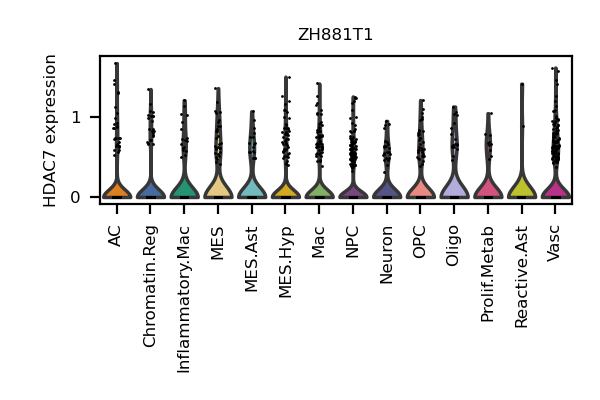 ZH881T1
HDAC7 expression
1
0
AC
Chromatin.Reg
Inflammatory.Mac
MES
MES.Ast
MES.Hyp
Mac
NPC
Neuron
OPC
Oligo
Prolif.Metab
Reactive.Ast
Vasc